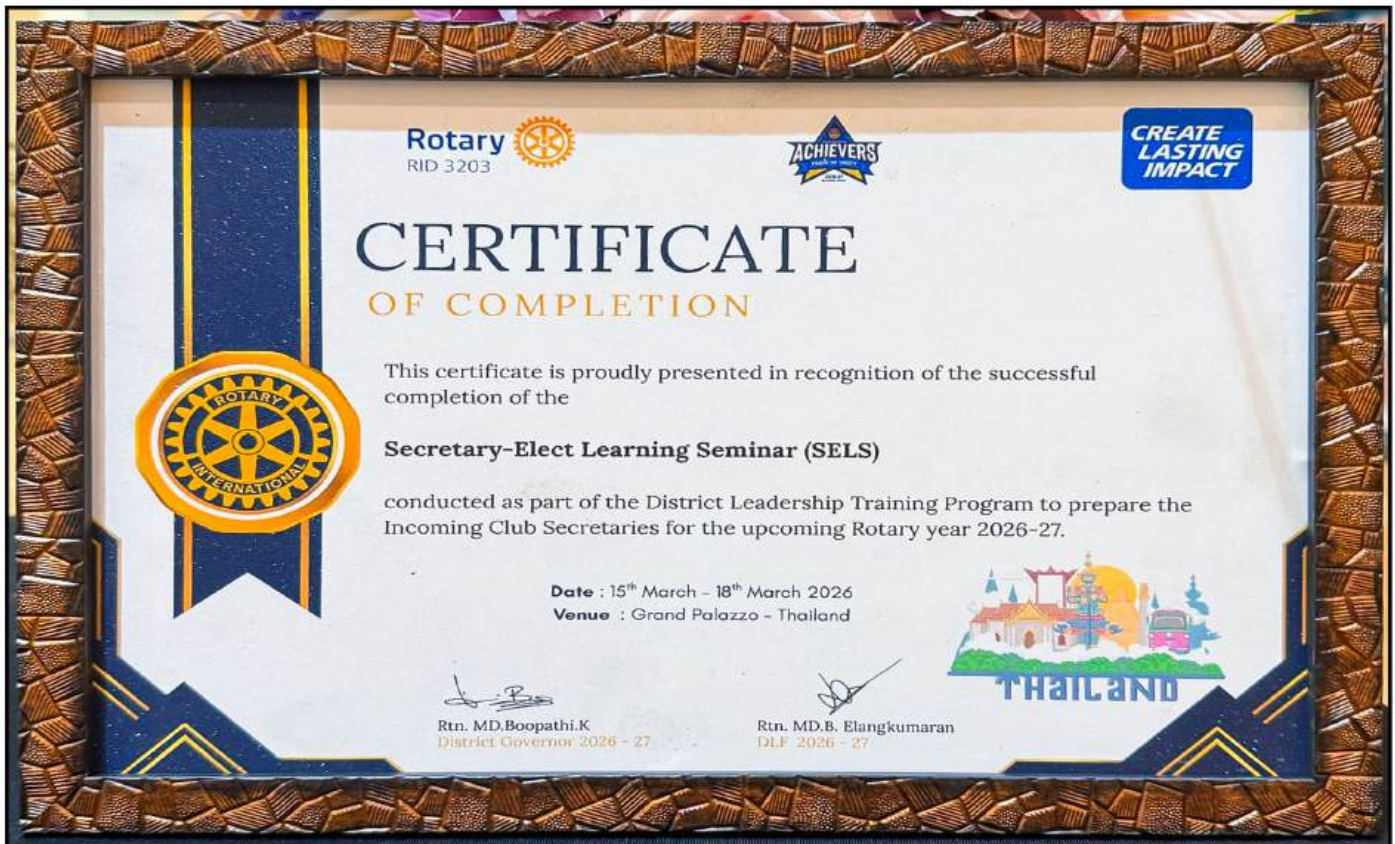 Rotary
RID 3203
ACHIEVERS
CREATE
LASTING
IMPACT
CERTIFICATE
OF COMPLETION
This certificate is proudly presented in recognition of the successful
completion of the
Secretary-Elect Learning Seminar (SELS)
conducted as part of the District Leadership Training Program to prepare the
Incoming Club Secretaries for the upcoming Rotary year 2026-27.
ROTARY
INTERNATIONAL
Date : 15th March - 18th March 2026
Venue : Grand Palazzo - Thailand
THAILAND
Rtn. MD.Boopathi.K
District Governor 2026 - 27
Rtn. MD.B. Elangkumaran
DLF 2026 - 27